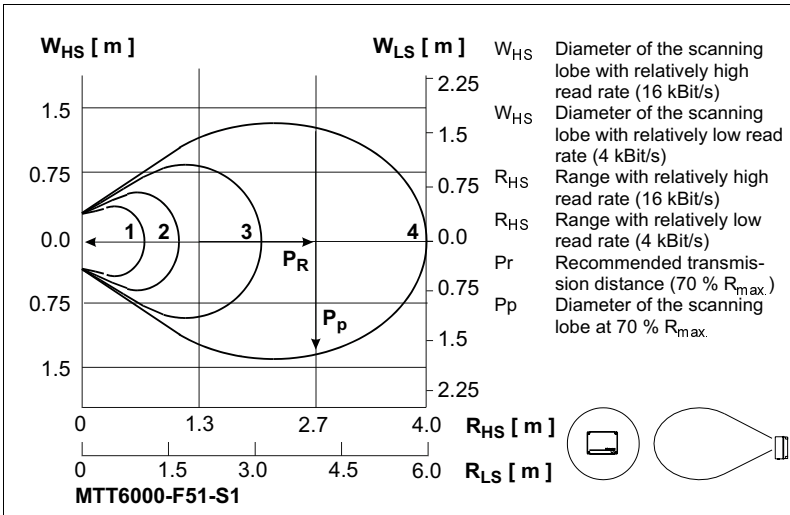 W_HS [ m ]
W_LS [ m ]
2.25
1.5
1.5
0.75
0.75
0.0
0.0
0.75
0.75
1.5
1.5
2.25
1
2
3
4
P_R
P_p
0
1.3
2.7
4.0
R_HS [ m ]
0
1.5
3.0
4.5
6.0
R_LS [ m ]
MTT6000-F51-S1
W_HS Diameter of the scanning
lobe with relatively high
read rate (16 kBit/s)
W_HS Diameter of the scanning
lobe with relatively low read
rate (4 kBit/s)
R_HS Range with relatively high
read rate (16 kBit/s)
R_HS Range with relatively low
read rate (4 kBit/s)
Pr Recommended transmis-
sion distance (70 % R_max.)
Pp Diameter of the scanning
lobe at 70 % R_max.